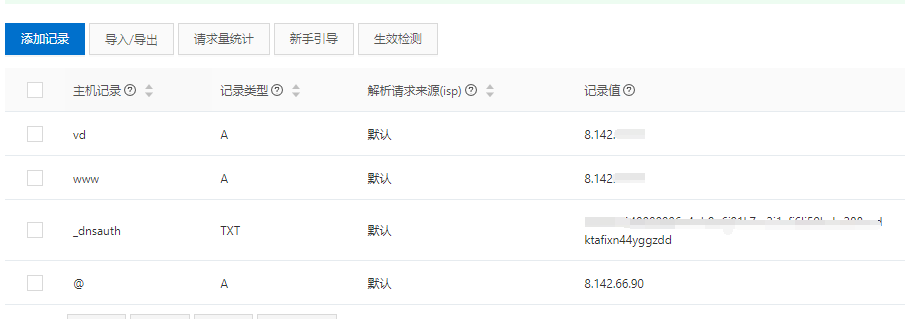 添加记录 导入/导出 请求量统计 新手引导 生效检测
主机记录 记录类型 解析请求来源(isp) 记录值
vd A 默认 8.142.
www A 默认 8.142.
_dnsauth TXT 默认
ktafixn44yggzdd
@ A 默认 8.142.66.90